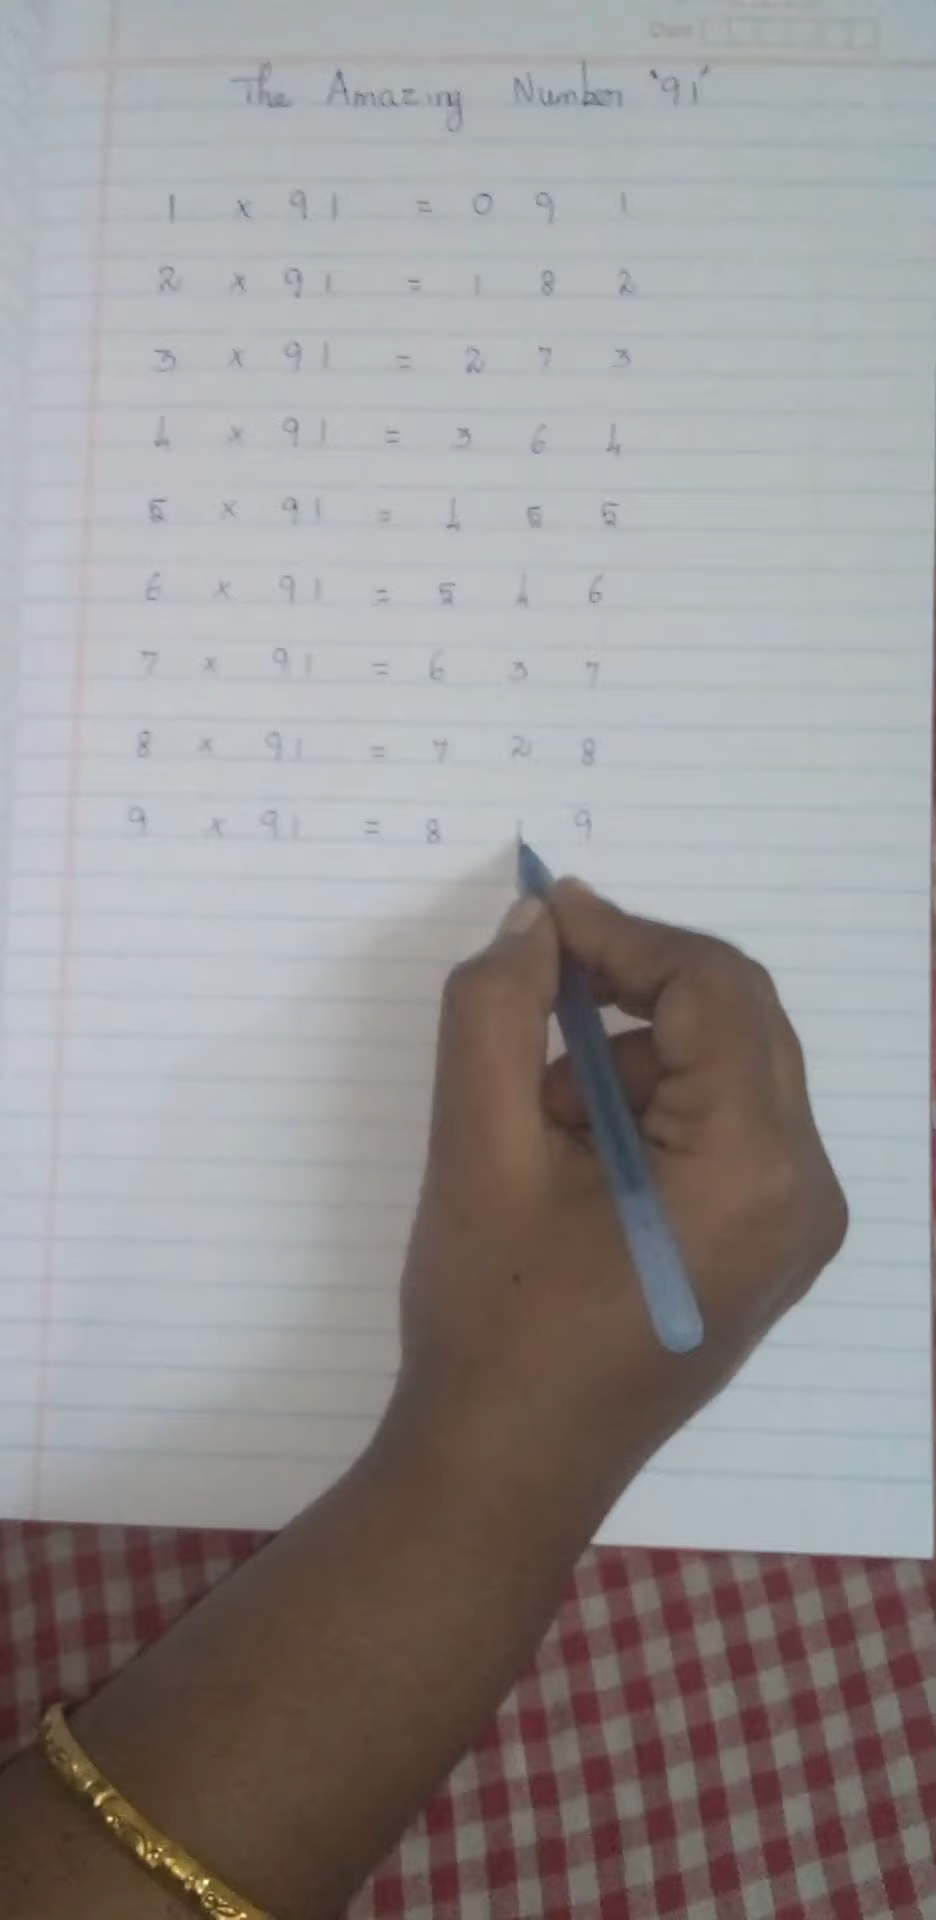 Date
The Amazing Number '91'
1 x 91 = 0 9 1
2 x 91 = 1 8 2
3 x 91 = 2 7 3
4 x 91 = 3 6 4
5 x 91 = 4 5 5
6 x 91 = 5 4 6
7 x 91 = 6 3 7
8 x 91 = 7 2 8
9 x 91 = 8 1 9